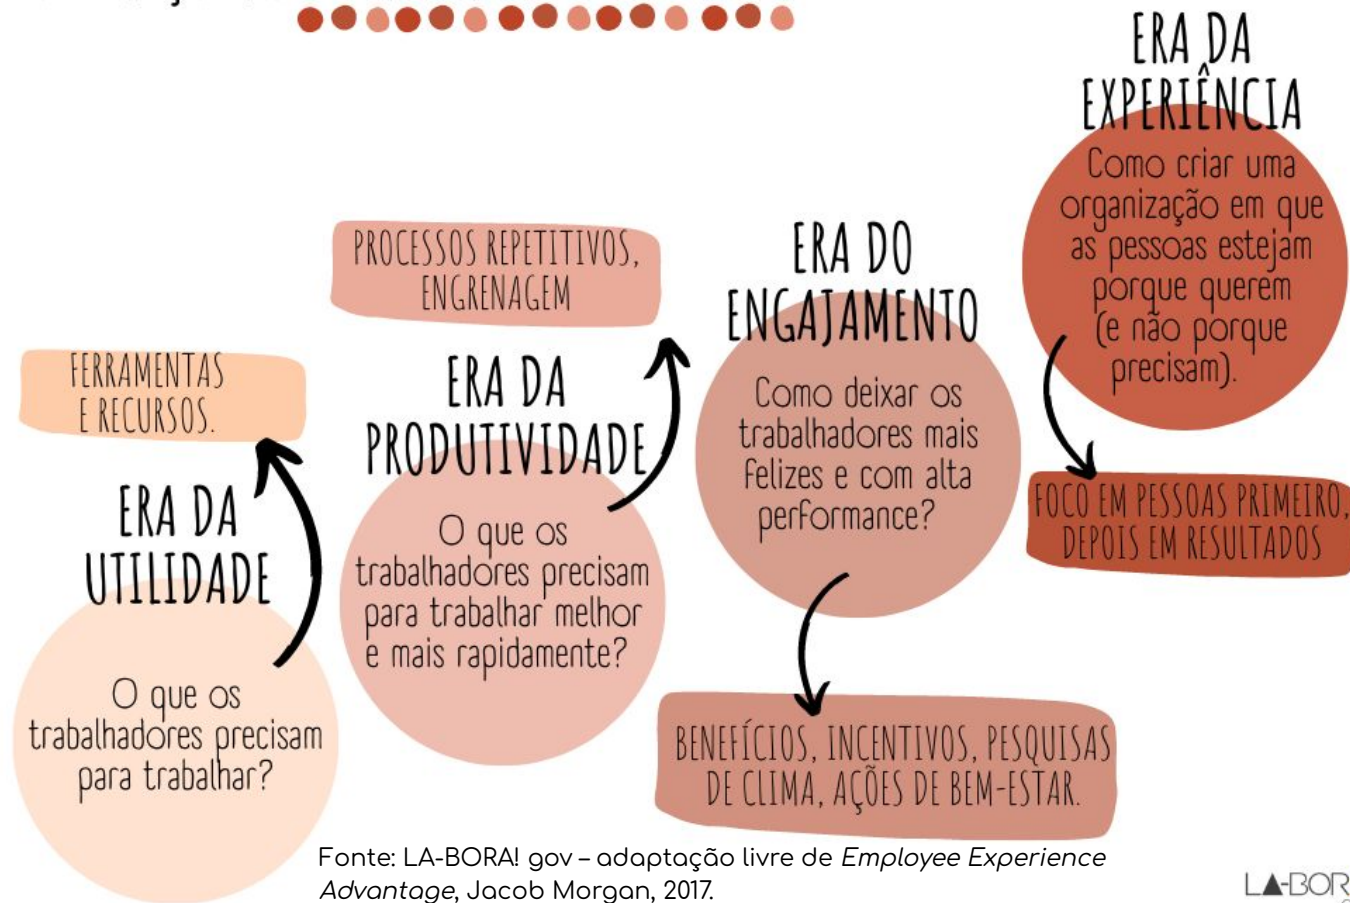 ERA DA
UTILIDADE
O que os
trabalhadores precisam
para trabalhar?
FERRAMENTAS
E RECURSOS.
ERA DA
PRODUTIVIDADE
O que os
trabalhadores precisam
para trabalhar melhor
e mais rapidamente?
PROCESSOS REPETITIVOS,
ENGRENAGEM
ERA DO
ENGAJAMENTO
Como deixar os
trabalhadores mais
felizes e com alta
performance?
BENEFÍCIOS, INCENTIVOS, PESQUISAS
DE CLIMA, AÇÕES DE BEM-ESTAR.
ERA DA
EXPERIÊNCIA
Como criar uma
organização em que
as pessoas estejam
porque querem
(e não porque
precisam).
FOCO EM PESSOAS PRIMEIRO,
DEPOIS EM RESULTADOS
Fonte: LA-BORA! gov – adaptação livre de Employee Experience
Advantage, Jacob Morgan, 2017.
LA-BOR